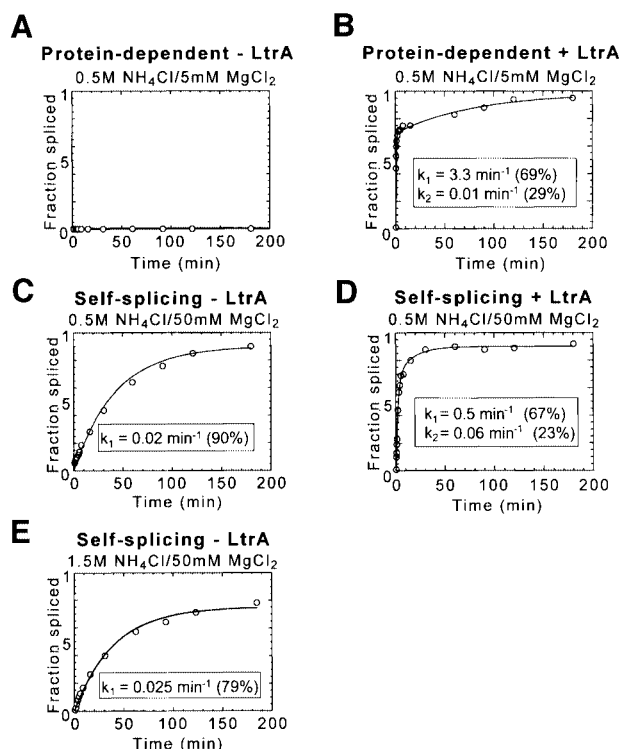 A
Protein-dependent - LtrA
0.5M NH₄Cl/5mM MgCl₂
Fraction spliced
1
5
0
0 50 100 150 200
Time (min)
B
Protein-dependent + LtrA
0.5M NH₄Cl/5mM MgCl₂
Fraction spliced
1
5
0
k₁ = 3.3 min⁻¹ (69%)
k₂ = 0.01 min⁻¹ (29%)
0 50 100 150 200
Time (min)
C
Self-splicing - LtrA
0.5M NH₄Cl/50mM MgCl₂
Fraction spliced
1
5
0
k₁ = 0.02 min⁻¹ (90%)
0 50 100 150 200
Time (min)
D
Self-splicing + LtrA
0.5M NH₄Cl/50mM MgCl₂
Fraction spliced
1
5
0
k₁ = 0.5 min⁻¹ (67%)
k₂ = 0.06 min⁻¹ (23%)
0 50 100 150 200
Time (min)
E
Self-splicing - LtrA
1.5M NH₄Cl/50mM MgCl₂
Fraction spliced
1
5
0
k₁ = 0.025 min⁻¹ (79%)
0 50 100 150 200
Time (min)